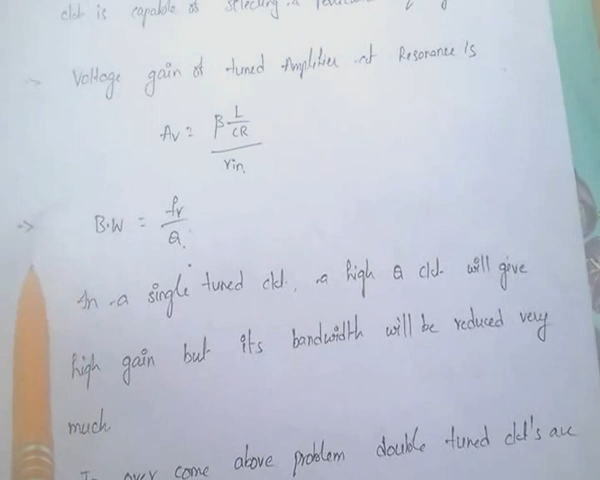 ckt is capable of selecting a
-> Voltage gain of tuned Amplifier at Resonance is
Av = β L/CR / rin
-> B.W = fr/Q.
In a single tuned ckt, a high Q ckt will give
high gain but its bandwidth will be reduced very
much
To over come above problem double tuned ckt's are